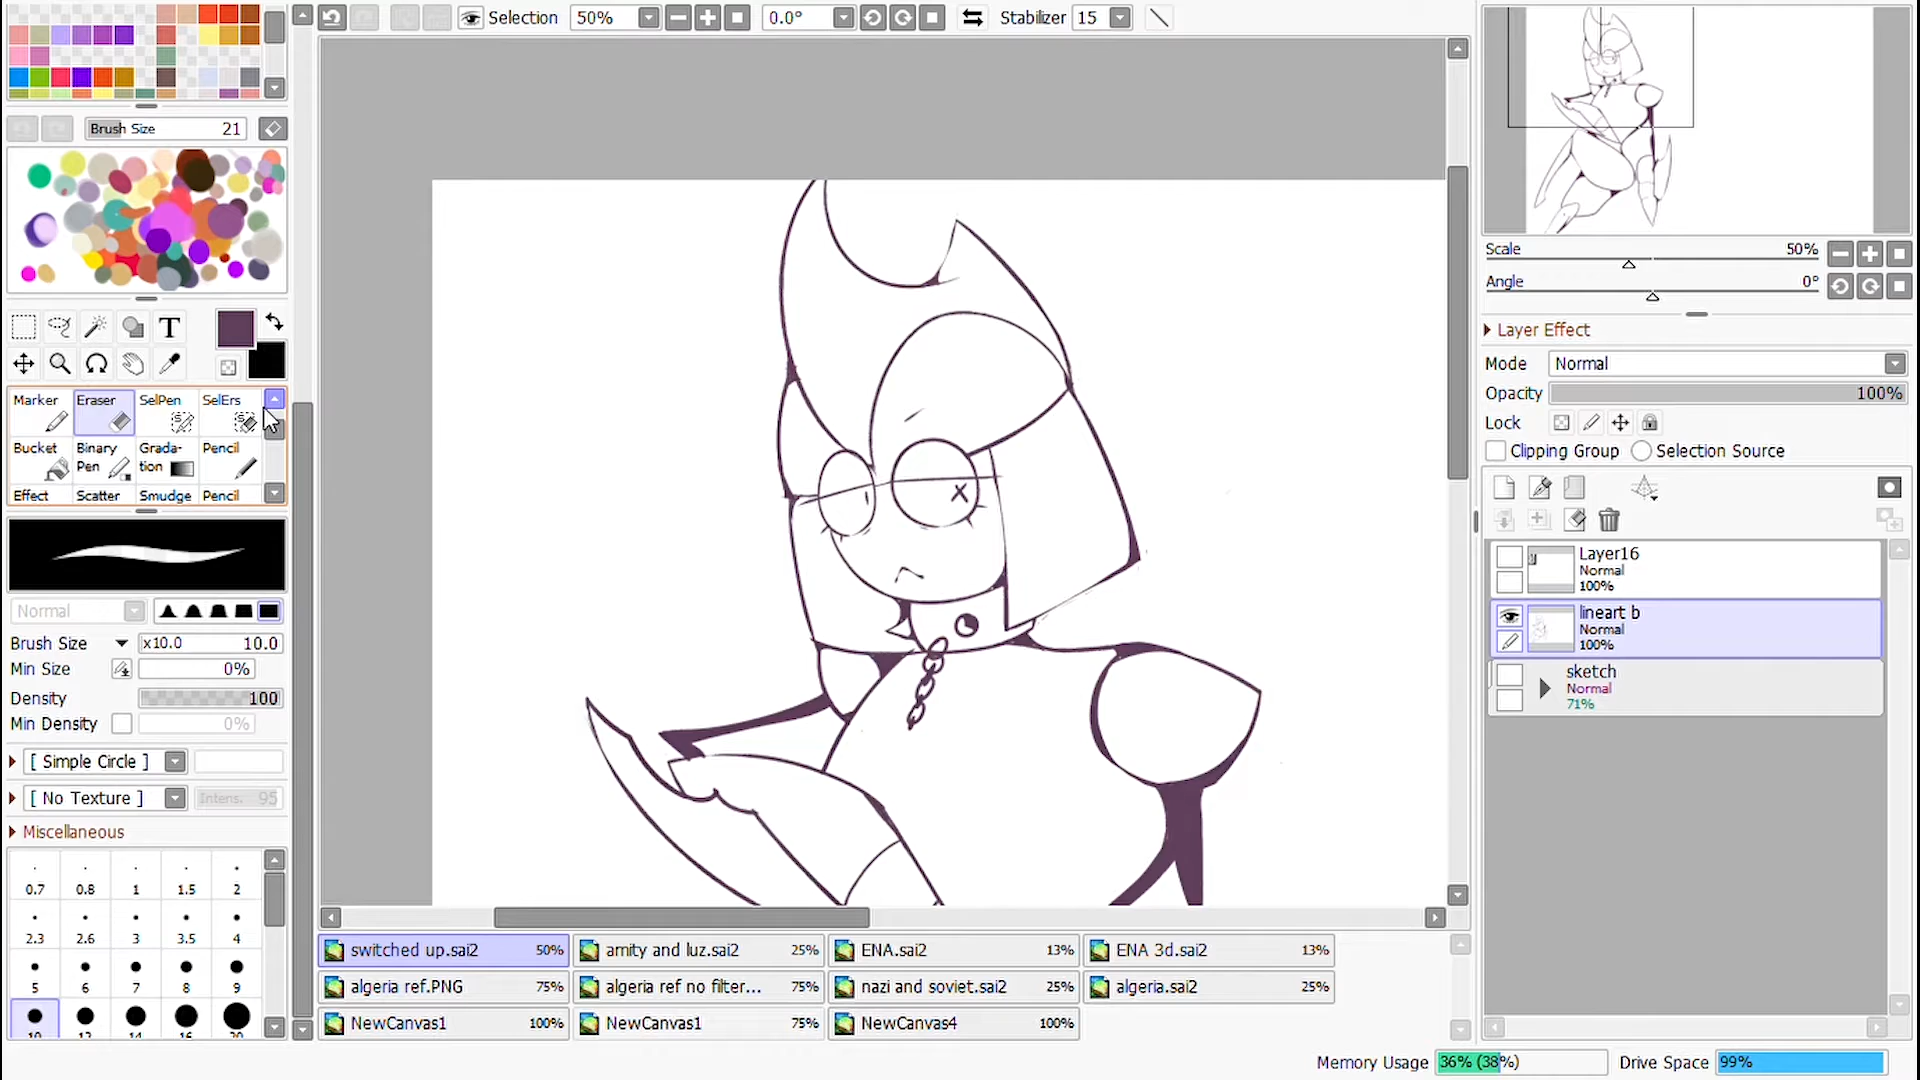 Selection 50% 0.0° Stabilizer 15
Brush Size 21
Scale 50%
Angle 0°
Layer Effect
Mode Normal
Opacity 100%
Lock
Clipping Group Selection Source
T
Marker Eraser SelPen SelErs
Bucket Binary Pen Grada-tion Pencil
Effect Scatter Smudge Pencil
Normal
Brush Size x10.0 10.0
Min Size 0%
Density 100
Min Density 0%
[ Simple Circle ]
[ No Texture ] Intens. 95
Miscellaneous
0.7 0.8 1 1.5 2
2.3 2.6 3 3.5 4
5 6 7 8 9
10 12 14 16 20
Layer16
Normal
100%
lineart b
Normal
100%
sketch
Normal
71%
switched up.sai2 50% amity and luz.sai2 25% ENA.sai2 13% ENA 3d.sai2 13%
algeria ref.PNG 75% algeria ref no filter... 75% nazi and soviet.sai2 25% algeria.sai2 25%
NewCanvas1 100% NewCanvas1 75% NewCanvas4 100%
Memory Usage 36% (38%) Drive Space 99%